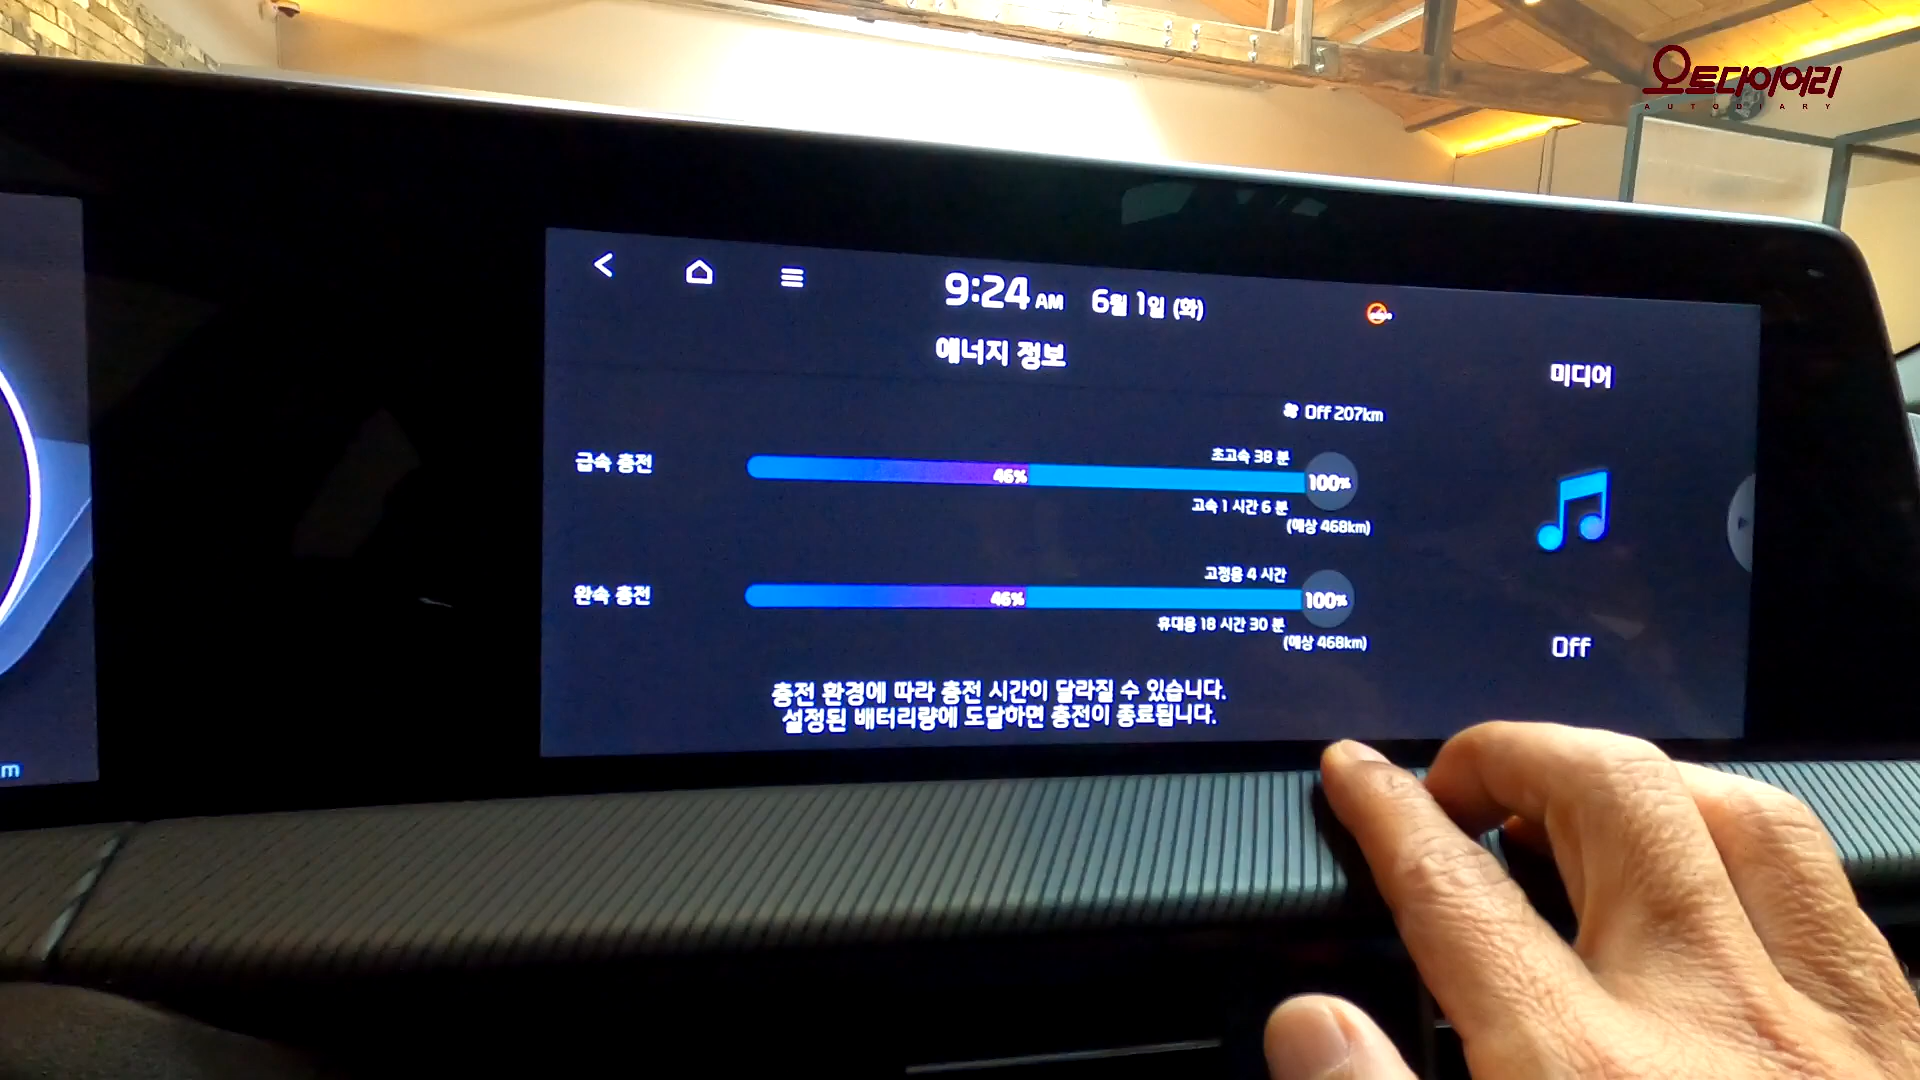 오토다이어리
AUTODIARY
9:24 AM 6월 1일 (화)
에너지 정보
미디어
Off 207km
급속 충전
46%
초고속 38 분
100%
고속 1 시간 6 분
(예상 468km)
완속 충전
46%
고정용 4 시간
100%
휴대용 18 시간 30 분
(예상 468km)
Off
충전 환경에 따라 충전 시간이 달라질 수 있습니다.
설정된 배터리량에 도달하면 충전이 종료됩니다.
m